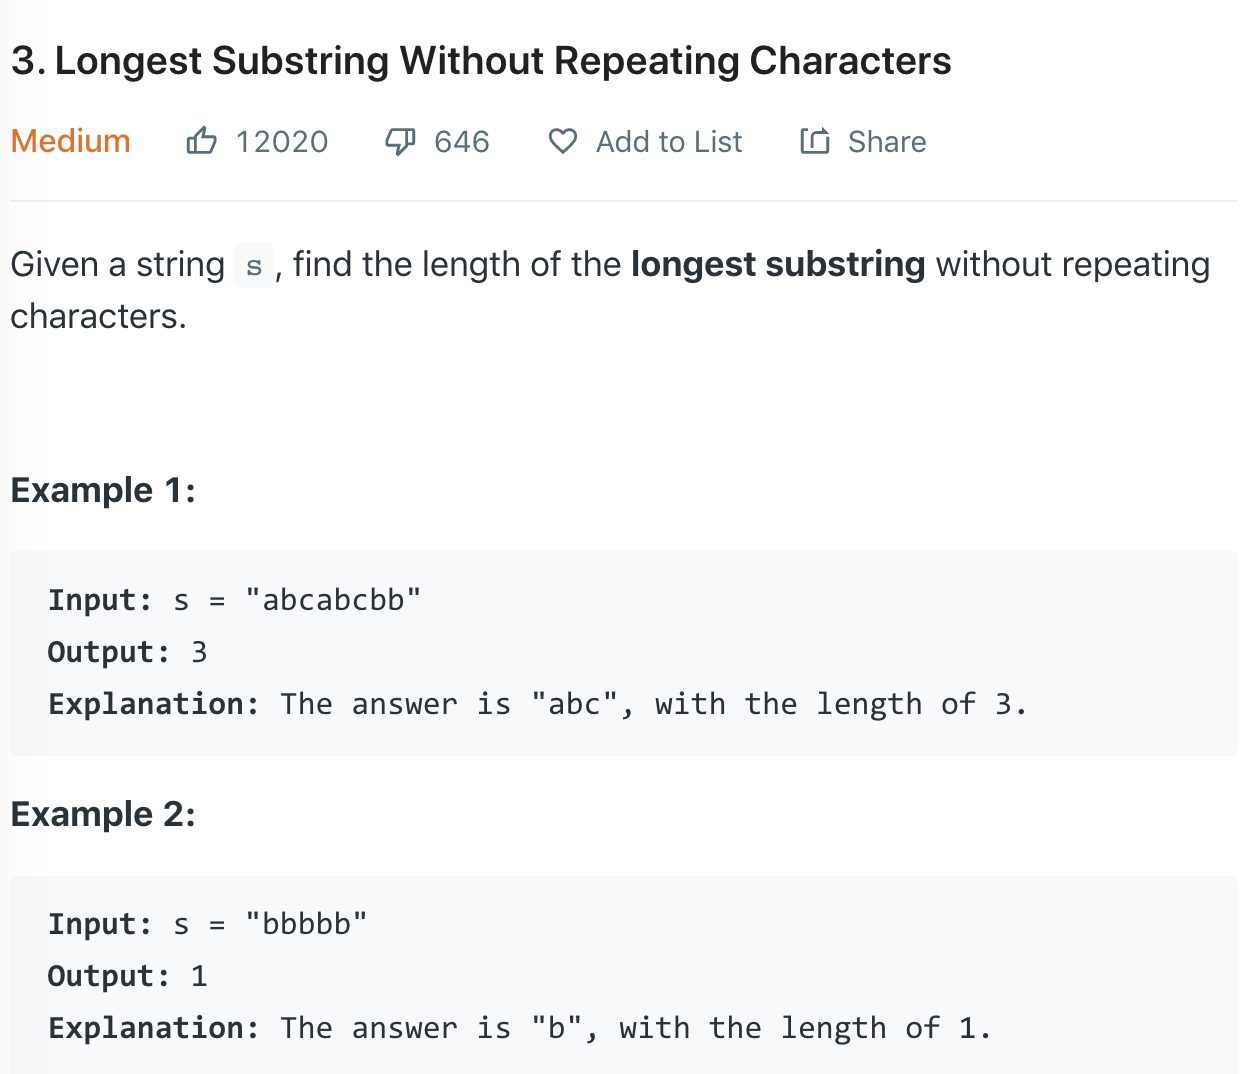 3. Longest Substring Without Repeating Characters
Medium 12020 646 Add to List Share
Given a string s , find the length of the longest substring without repeating
characters.
Example 1:
Input: s = "abcabcbb"
Output: 3
Explanation: The answer is "abc", with the length of 3.
Example 2:
Input: s = "bbbbb"
Output: 1
Explanation: The answer is "b", with the length of 1.